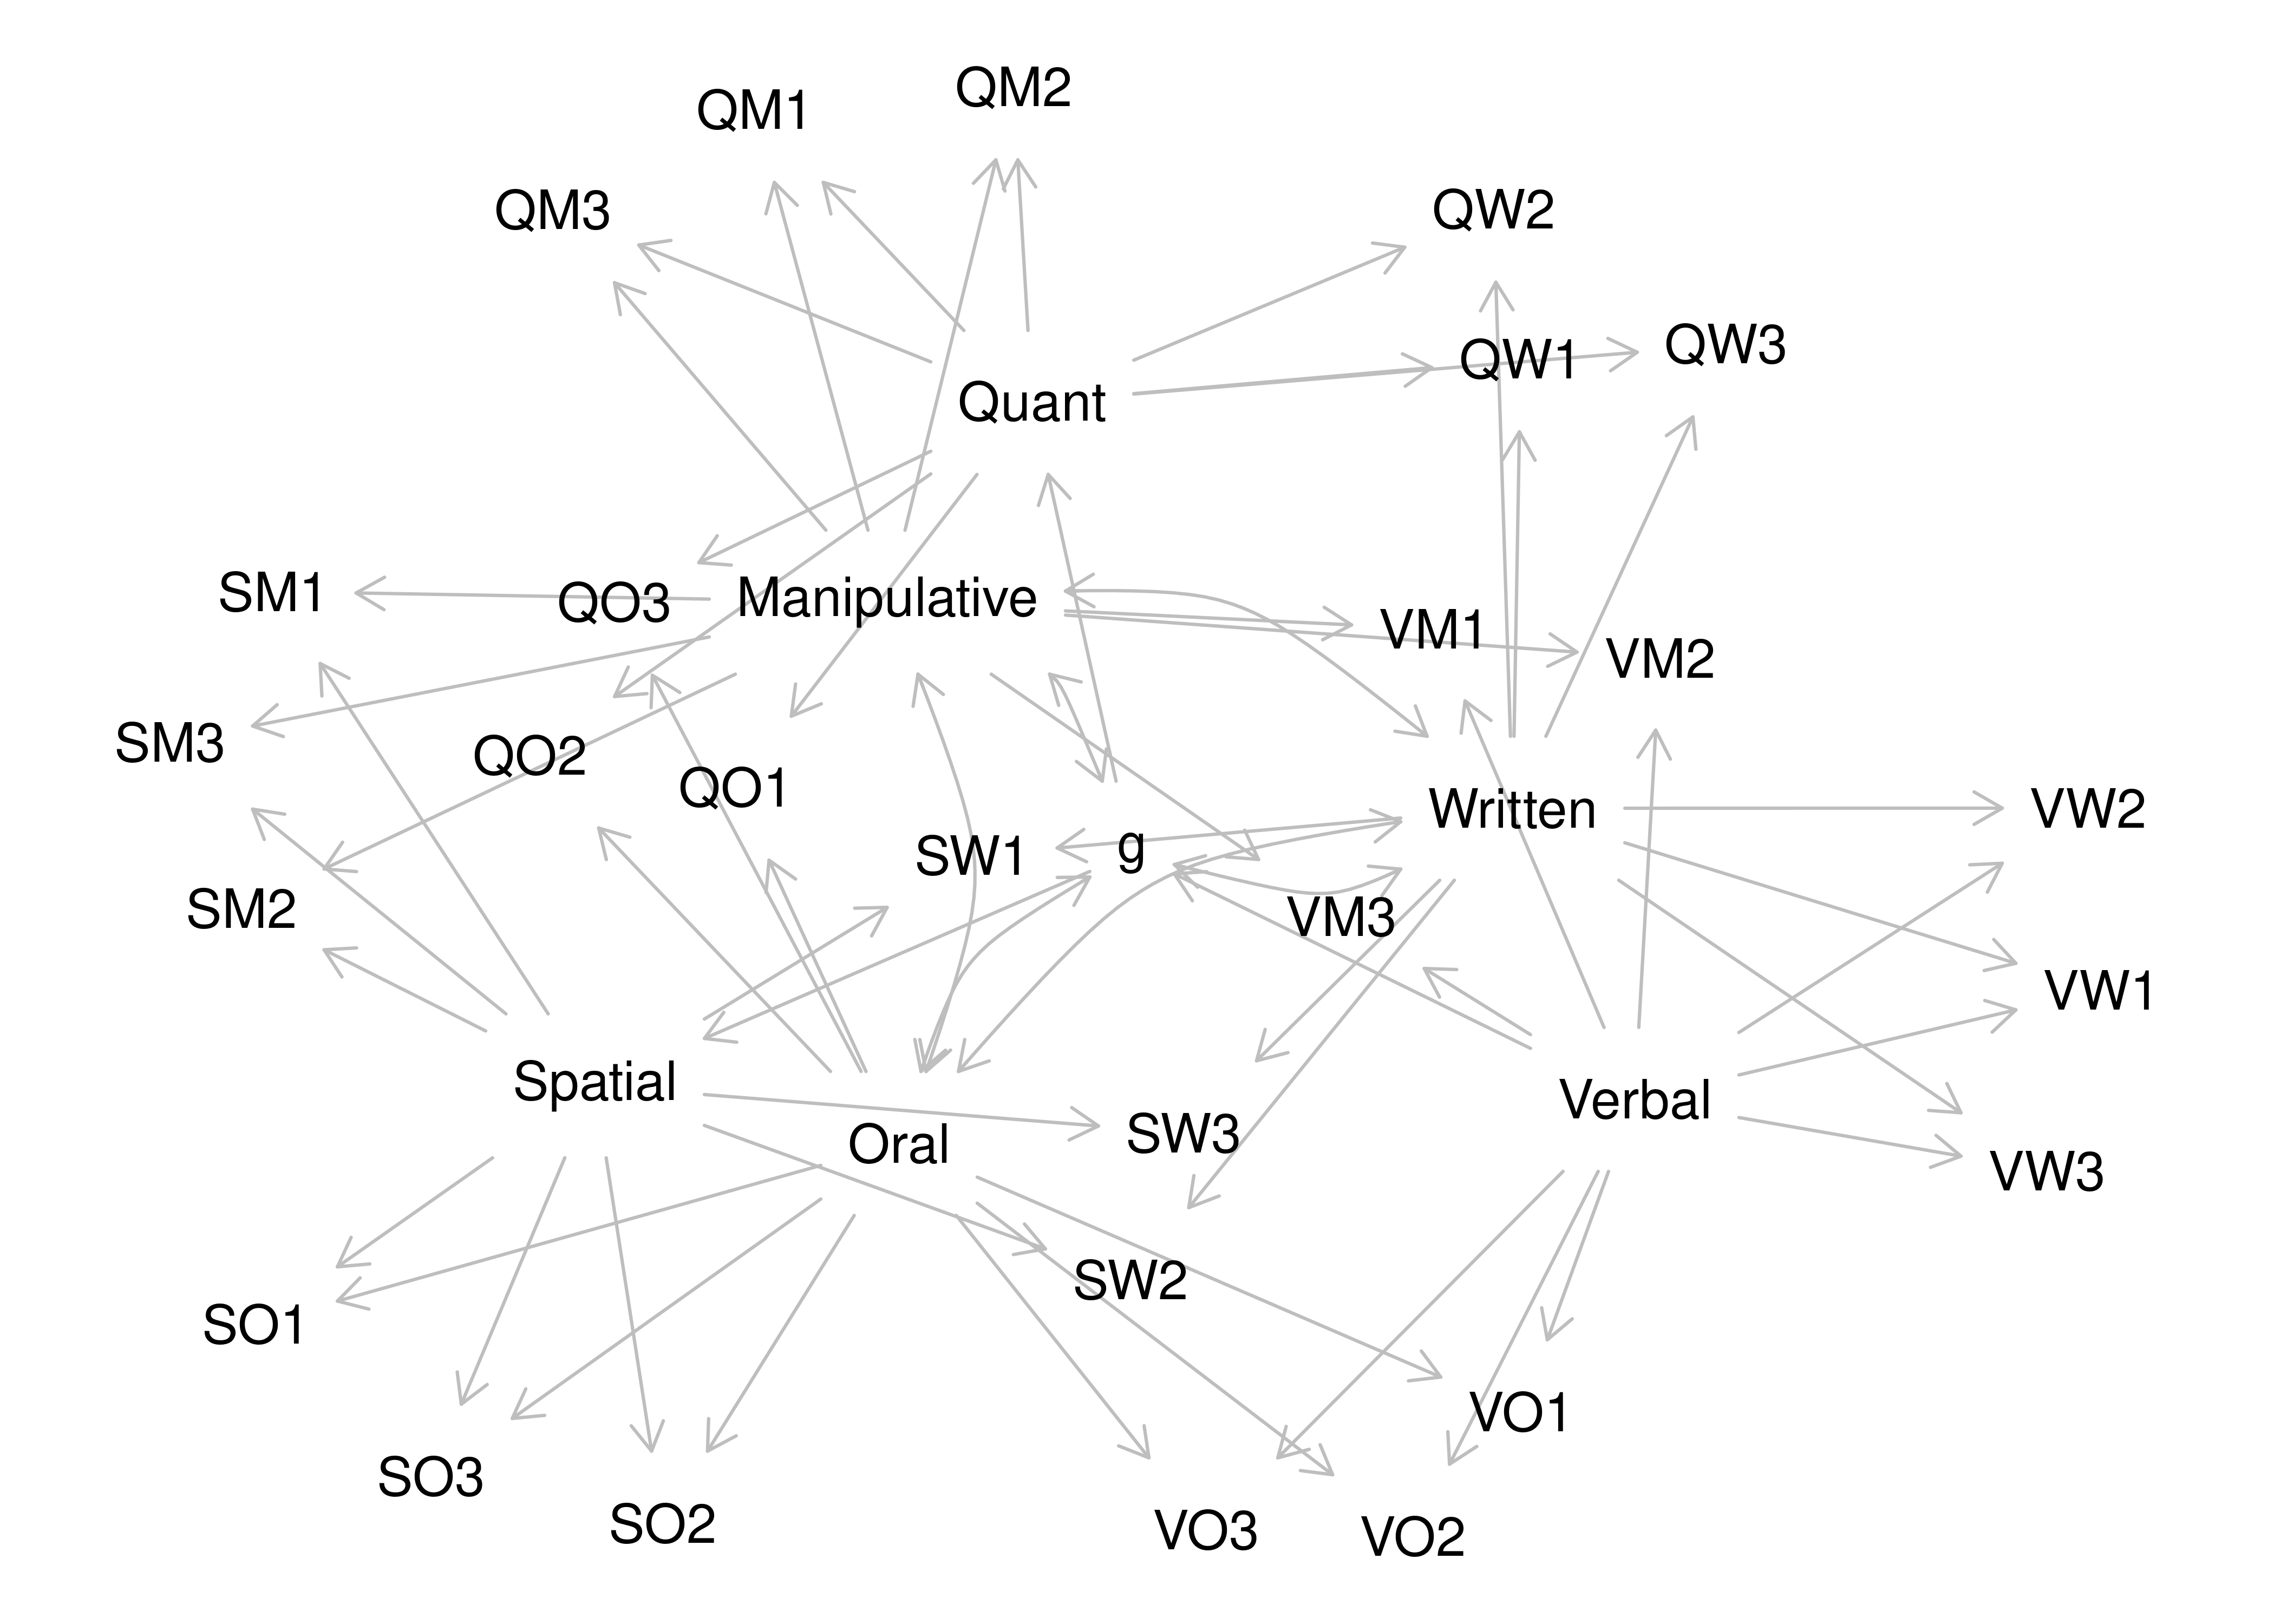 QM2
QM1
QM3
QW2
QW3
QW1
Quant
SM1
QO3
Manipulative
VM1
VM2
SM3
QO2
QO1
Written
VW2
SW1
g
SM2
VM3
VW1
Spatial
Verbal
SW3
Oral
VW3
SW2
SO1
VO1
SO3
SO2
VO3
VO2